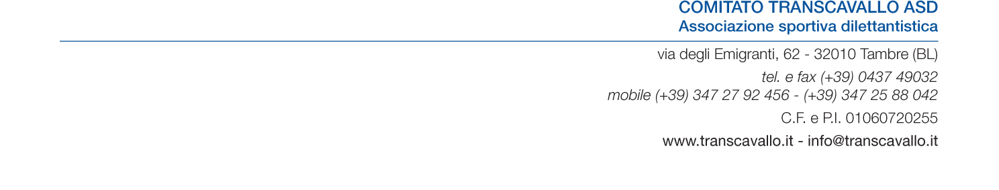 COMITATO TRANSCAVALLO ASD
Associazione sportiva dilettantistica
via degli Emigranti, 62 - 32010 Tambre (BL)
tel. e fax (+39) 0437 49032
mobile (+39) 347 27 92 456 - (+39) 347 25 88 042
C.F. e P.I. 01060720255
www.transcavallo.it - info@transcavallo.it